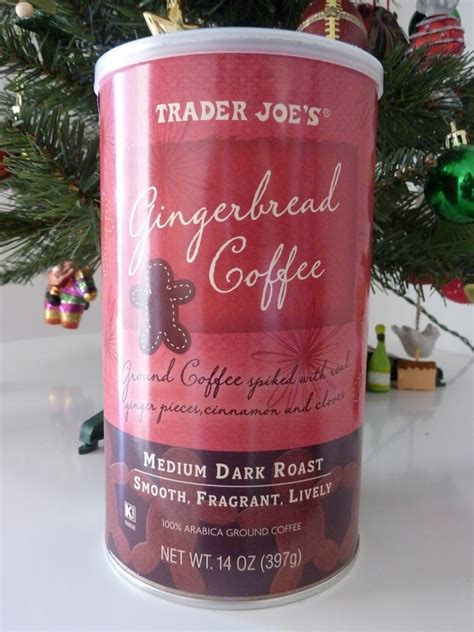 TRADER JOE'S®
Gingerbread
Coffee
Ground Coffee spiked with real
ginger pieces, cinnamon and cloves
MEDIUM DARK ROAST
SMOOTH, FRAGRANT, LIVELY
K
100% ARABICA GROUND COFFEE
NET WT. 14 OZ (397g)